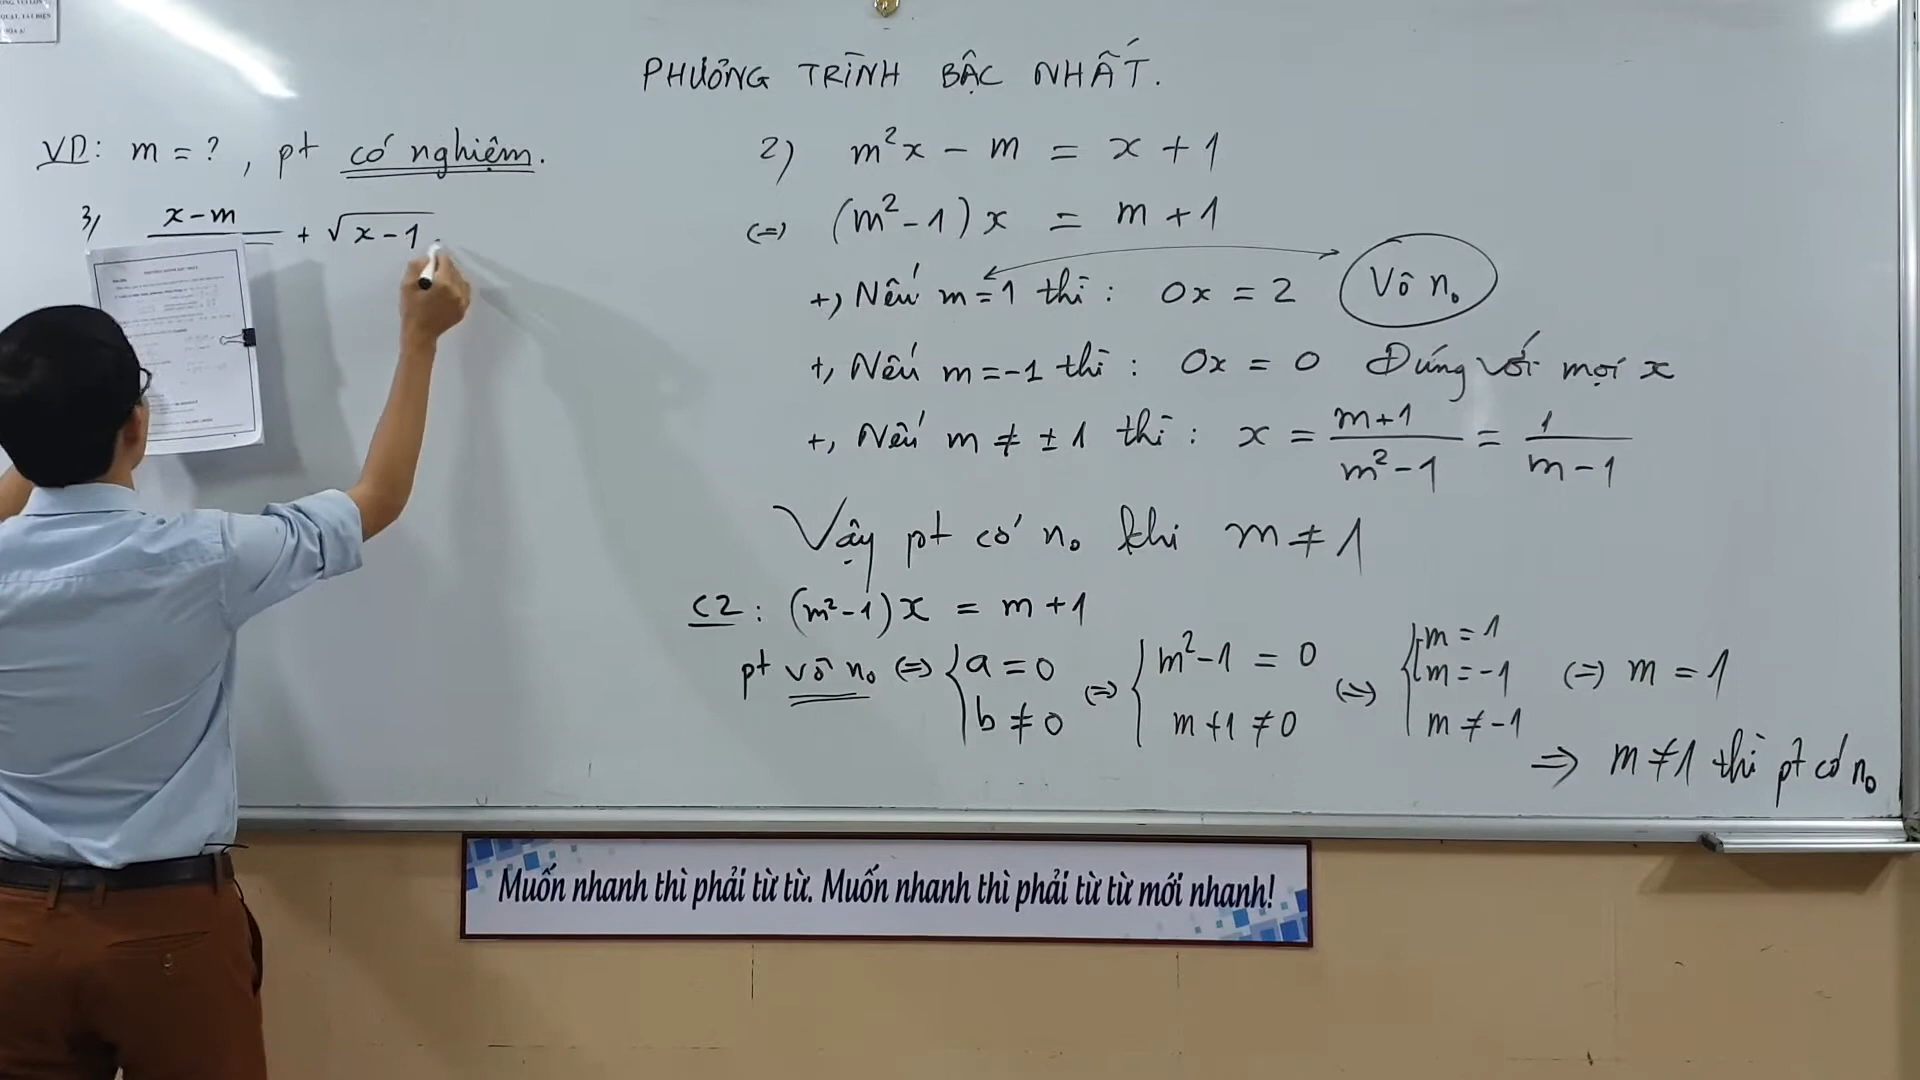 PHƯƠNG TRÌNH BẬC NHẤT.
VD: m = ? , pt có nghiệm.
3, x-m + √x-1
2) m²x - m = x + 1
(=) (m² - 1) x = m + 1
+, Nếu m = 1 thì : 0x = 2 Vô n₀
+, Nếu m = -1 thì : 0x = 0 Đúng với mọi x
+, Nếu m ≠ ± 1 thì : x = m+1 / m² - 1 = 1 / m - 1
Vậy pt có n₀ khi m ≠ 1
C2 : (m² - 1) x = m + 1
pt vô n₀ (=) { a = 0 (=) { m² - 1 = 0 (=) { [ m = 1
m = -1 (=) m = 1
b ≠ 0 m + 1 ≠ 0 m ≠ -1
=> m ≠ 1 thì pt có n₀
Muốn nhanh thì phải từ từ. Muốn nhanh thì phải từ từ mới nhanh!